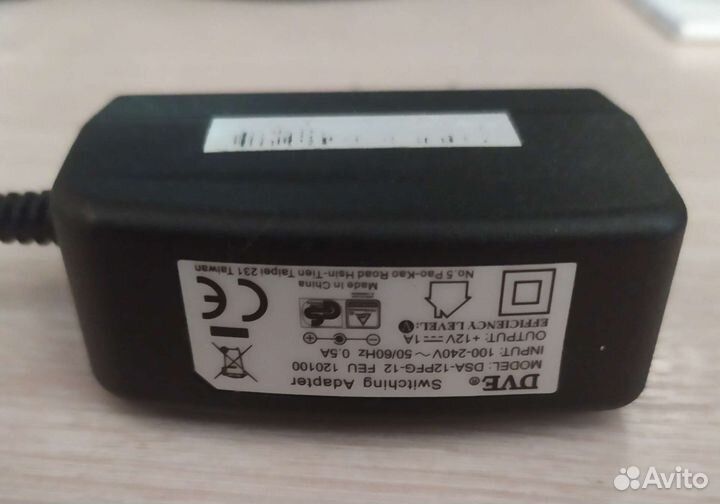 DVE® Switching Adapter
MODEL: DSA-12PFG-12 FEU 120100
INPUT: 100-240V~ 50/60Hz 0.5A
OUTPUT: +12V⎓1A
EFFICIENCY LEVEL: V
CE
Made in China
No.5 Pao-Kao Road Hsin-Tien Taipei 231 Taiwan
Avito